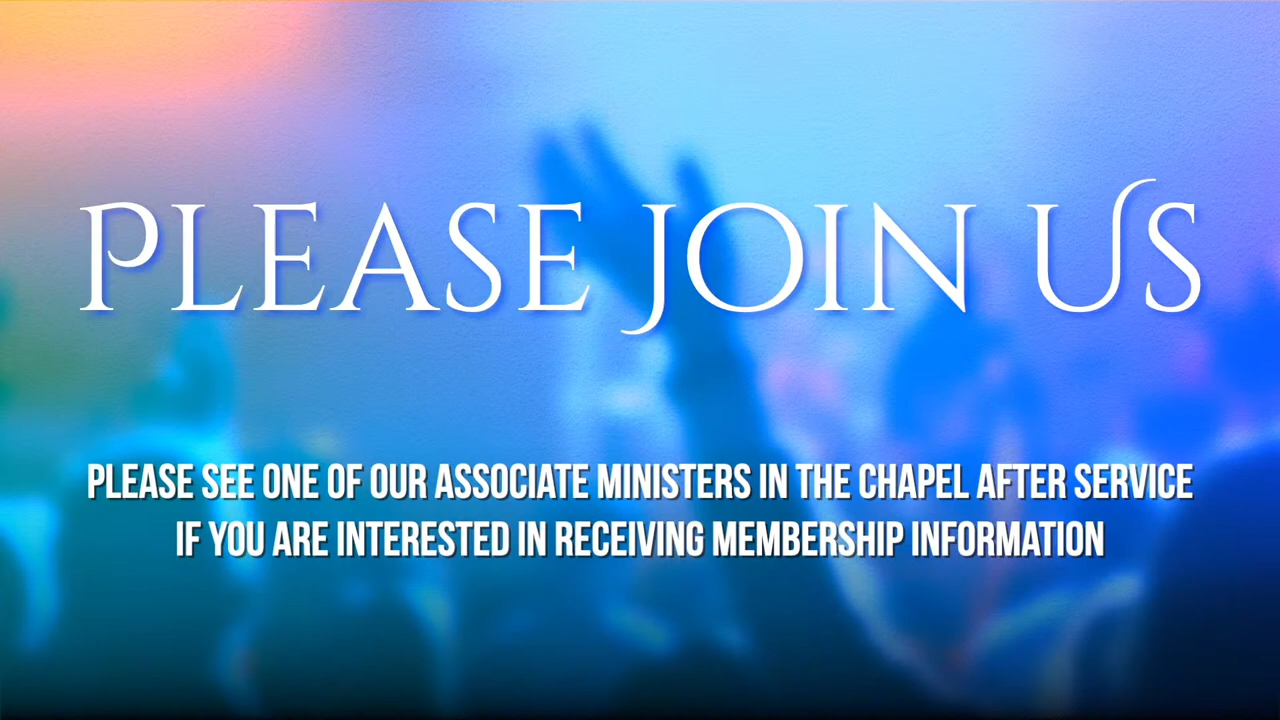 PLEASE JOIN US
PLEASE SEE ONE OF OUR ASSOCIATE MINISTERS IN THE CHAPEL AFTER SERVICE
IF YOU ARE INTERESTED IN RECEIVING MEMBERSHIP INFORMATION